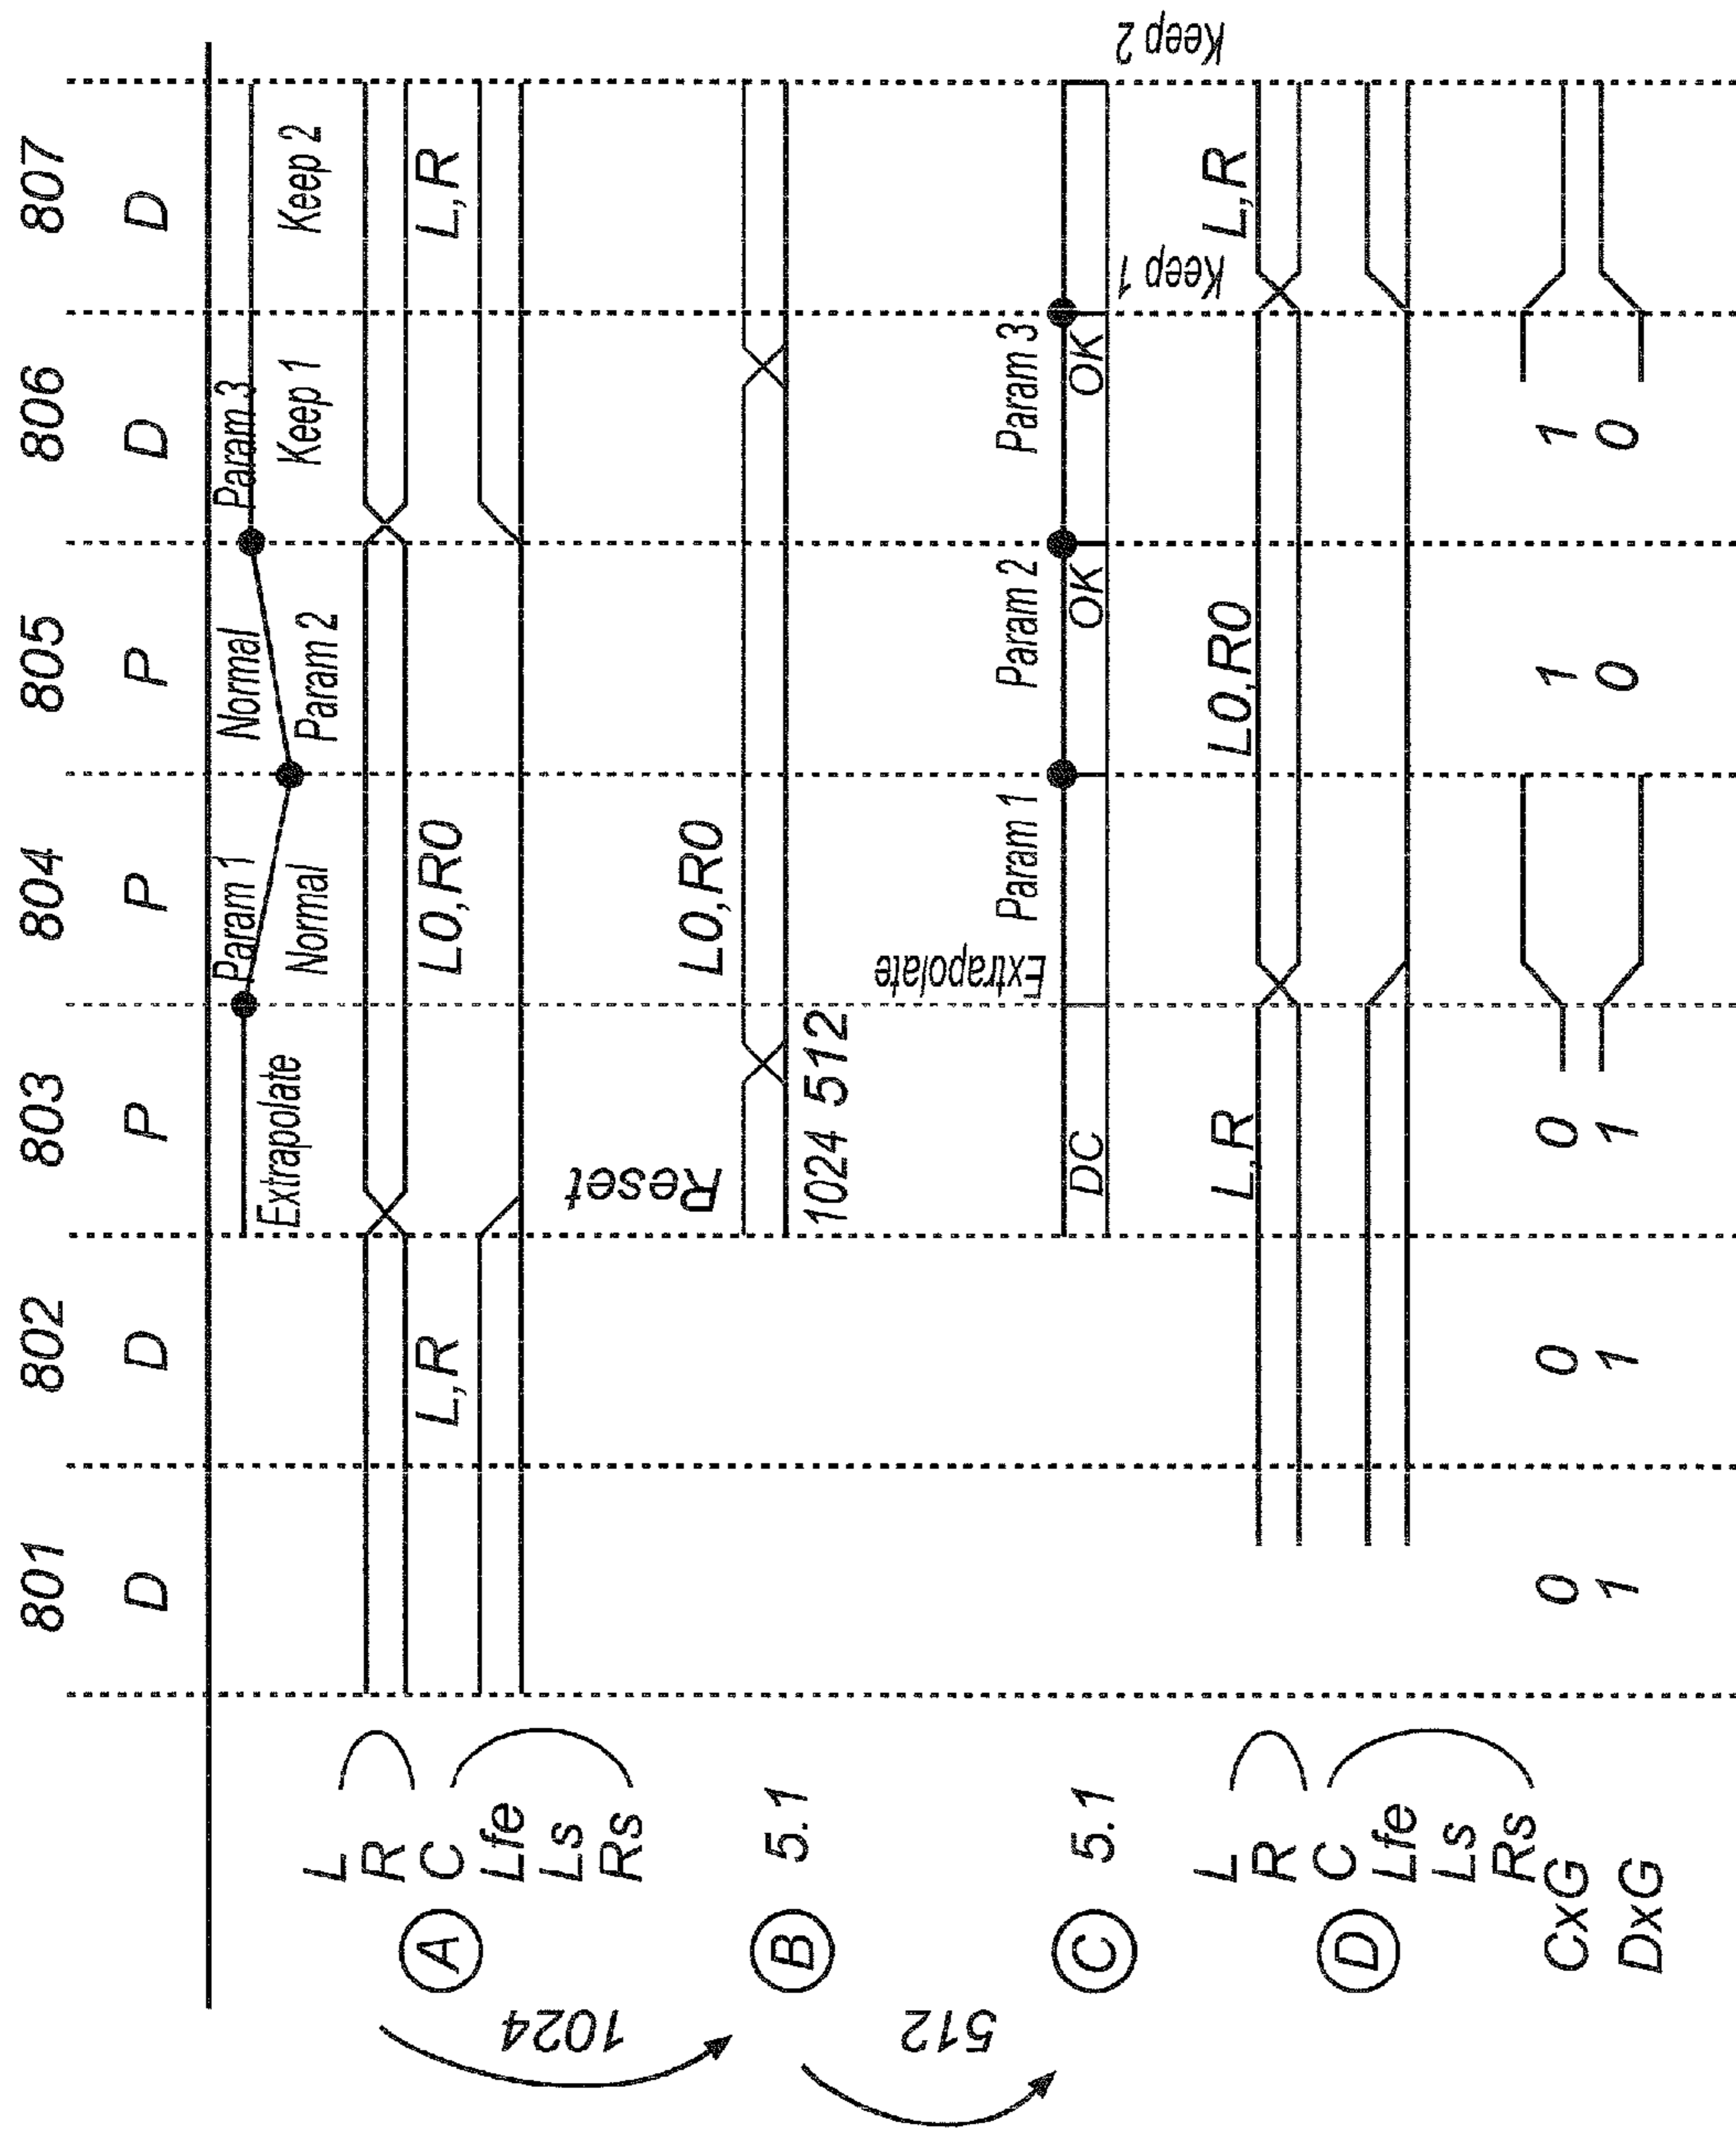 801 802 803 804 805 806 807
D D P P P D D
Param 1 Normal Param 3
Extrapolate Normal Param 2 Keep 1 Keep 2
L
R
A C L,R L0,R0 L,R
Lfe
Ls
Rs
1024
Reset L0,R0
B 5.1
1024 512
512
Extrapolate Param 1 Param 2 Param 3
C 5.1 DC OK OK
Keep 1 Keep 2
L L,R L0,R0 L,R
R
D C
Lfe
Ls
Rs
CxG 0 0 0 1 1
DxG 1 1 1 0 0